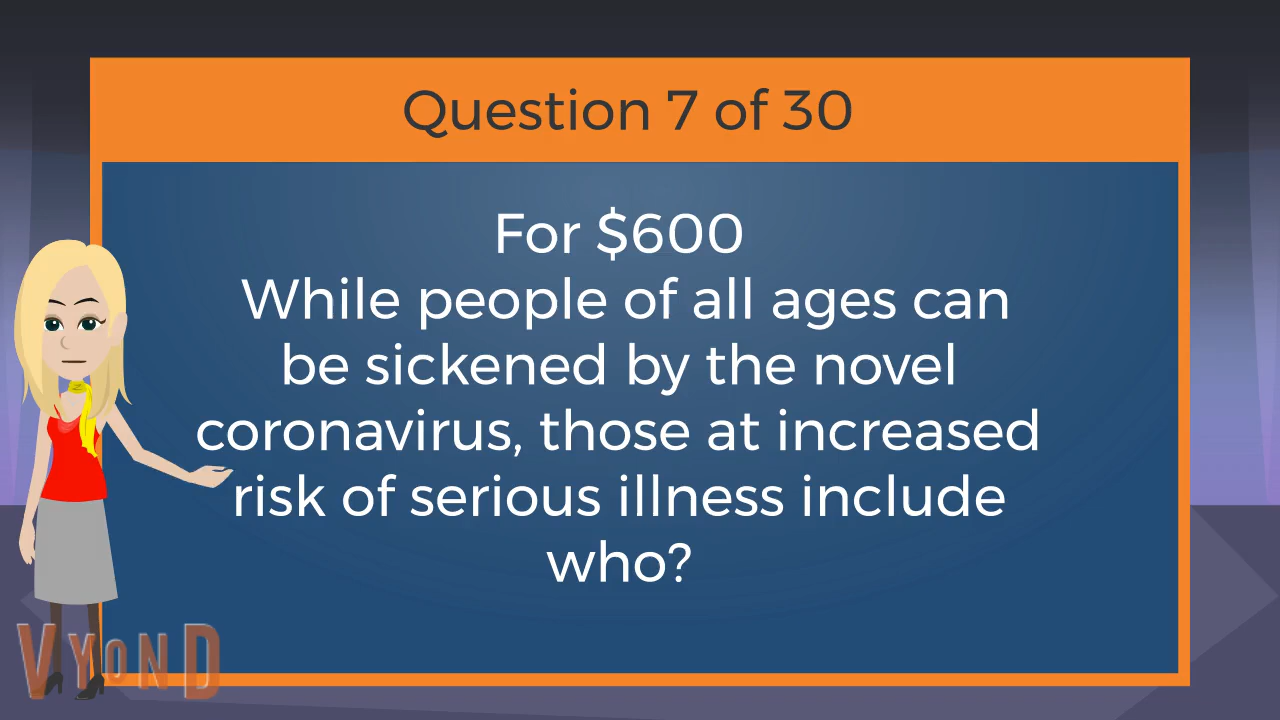 Question 7 of 30
For $600
While people of all ages can
be sickened by the novel
coronavirus, those at increased
risk of serious illness include
who?
VYOND